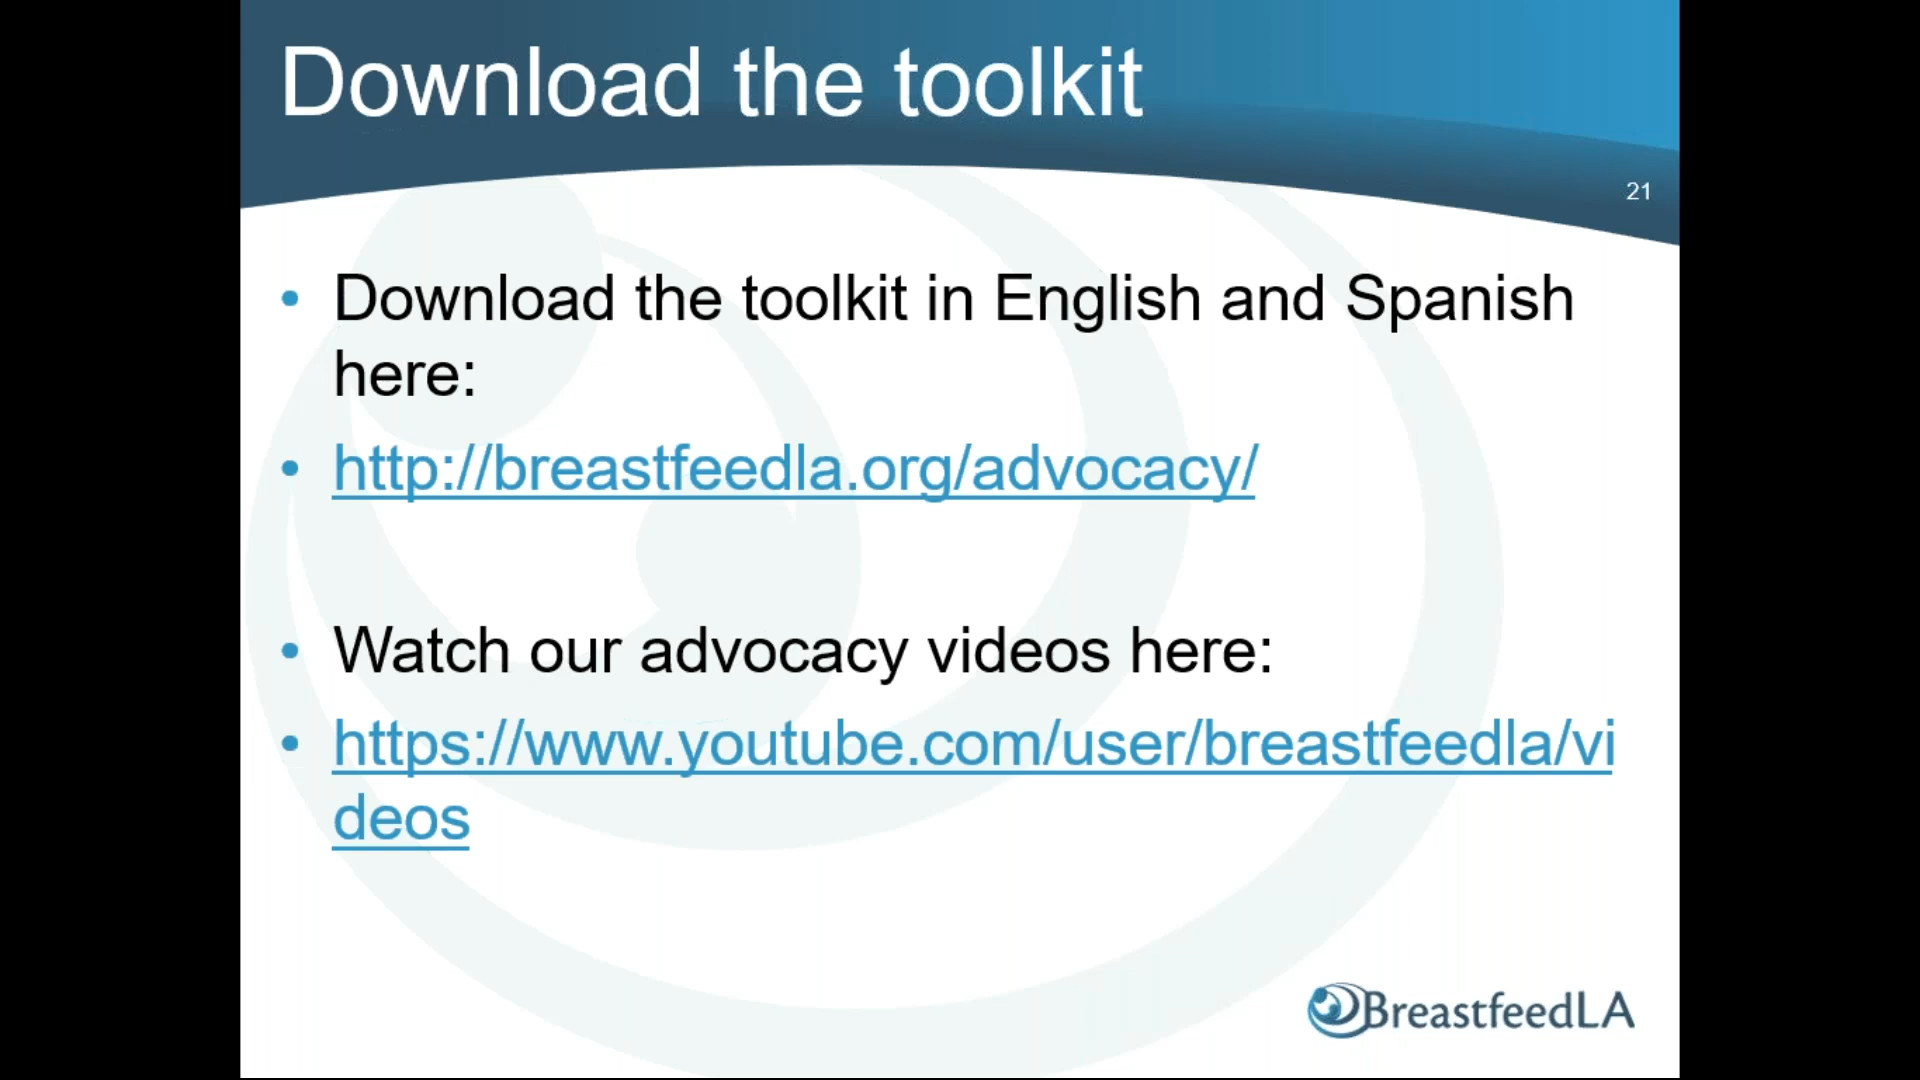 Download the toolkit
21
• Download the toolkit in English and Spanish
here:
• http://breastfeedla.org/advocacy/
• Watch our advocacy videos here:
• https://www.youtube.com/user/breastfeedla/vi
deos
BreastfeedLA